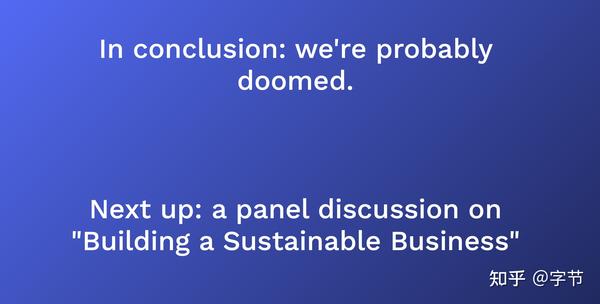 In conclusion: we're probably
doomed.
Next up: a panel discussion on
"Building a Sustainable Business"
知乎 @字节